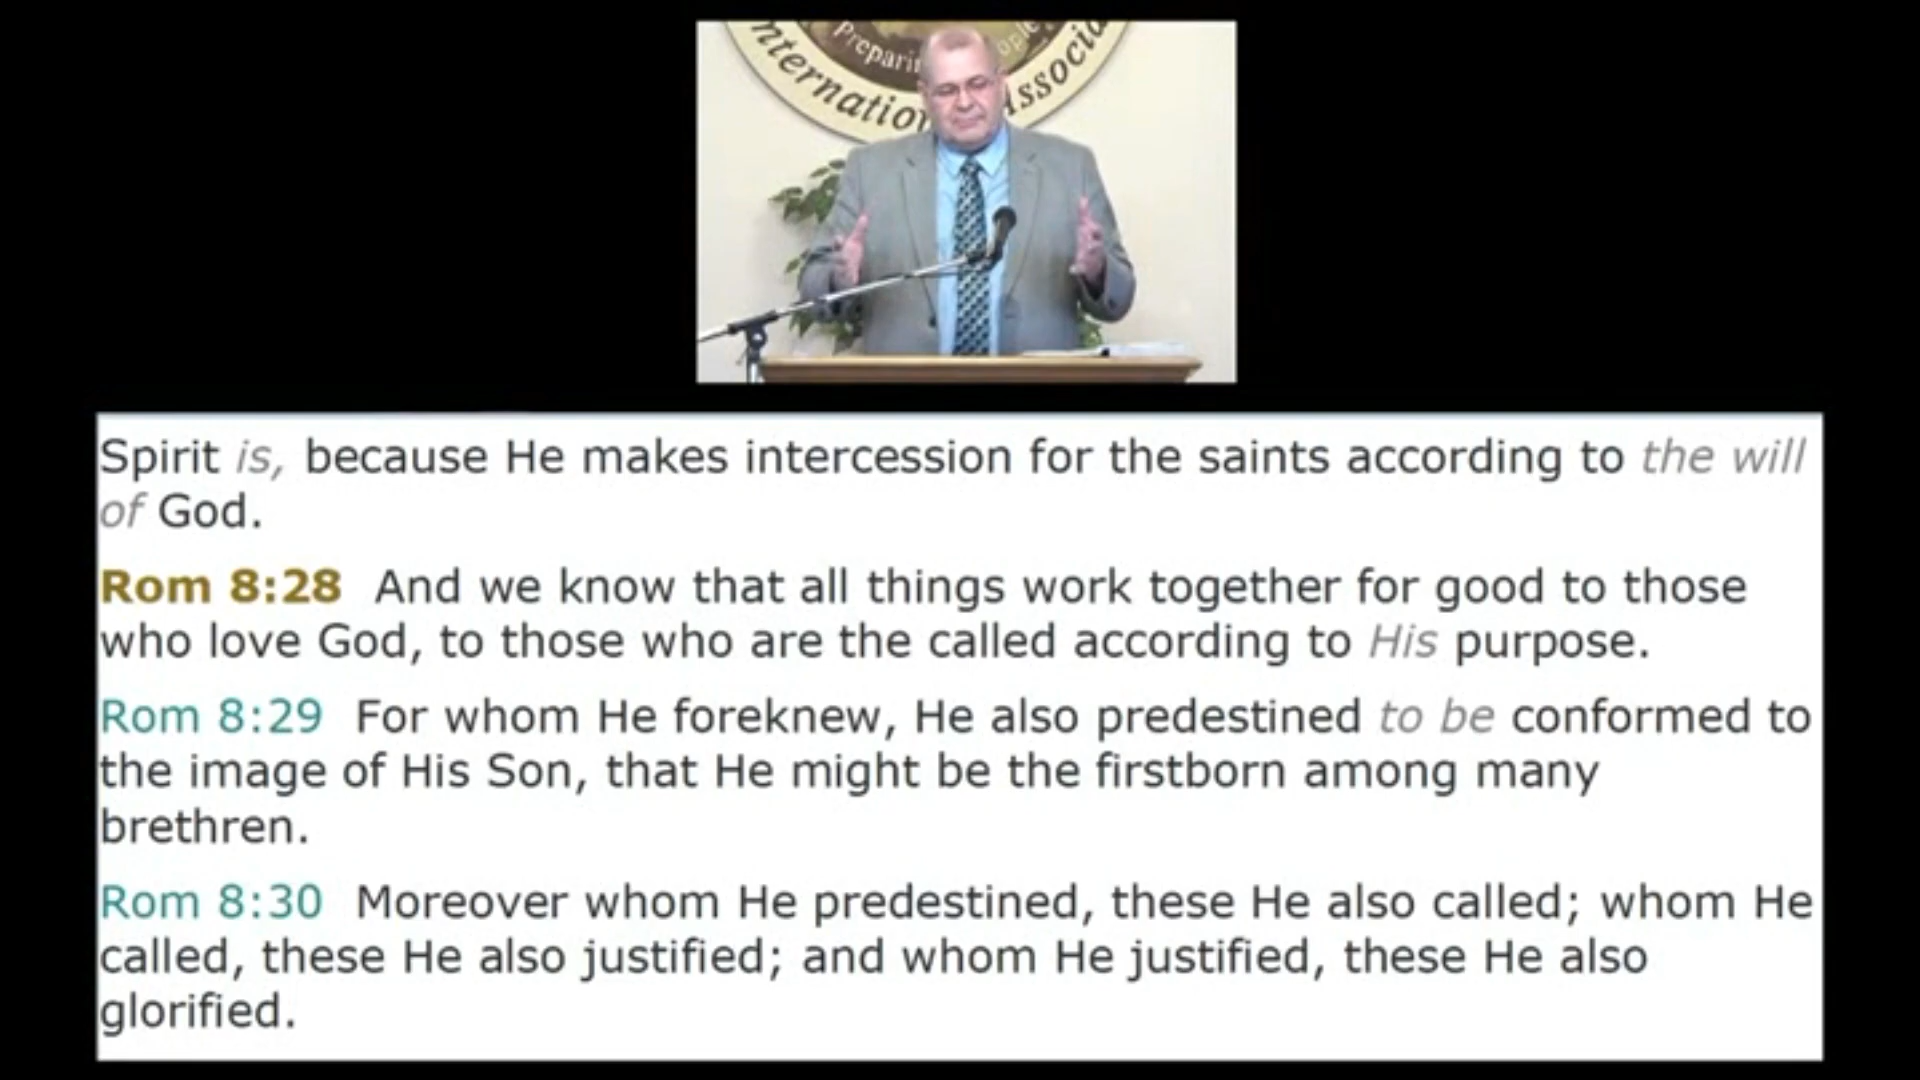 Preparin
ople
nternatio
Associa
Spirit is, because He makes intercession for the saints according to the will
of God.
Rom 8:28 And we know that all things work together for good to those
who love God, to those who are the called according to His purpose.
Rom 8:29 For whom He foreknew, He also predestined to be conformed to
the image of His Son, that He might be the firstborn among many
brethren.
Rom 8:30 Moreover whom He predestined, these He also called; whom He
called, these He also justified; and whom He justified, these He also
glorified.